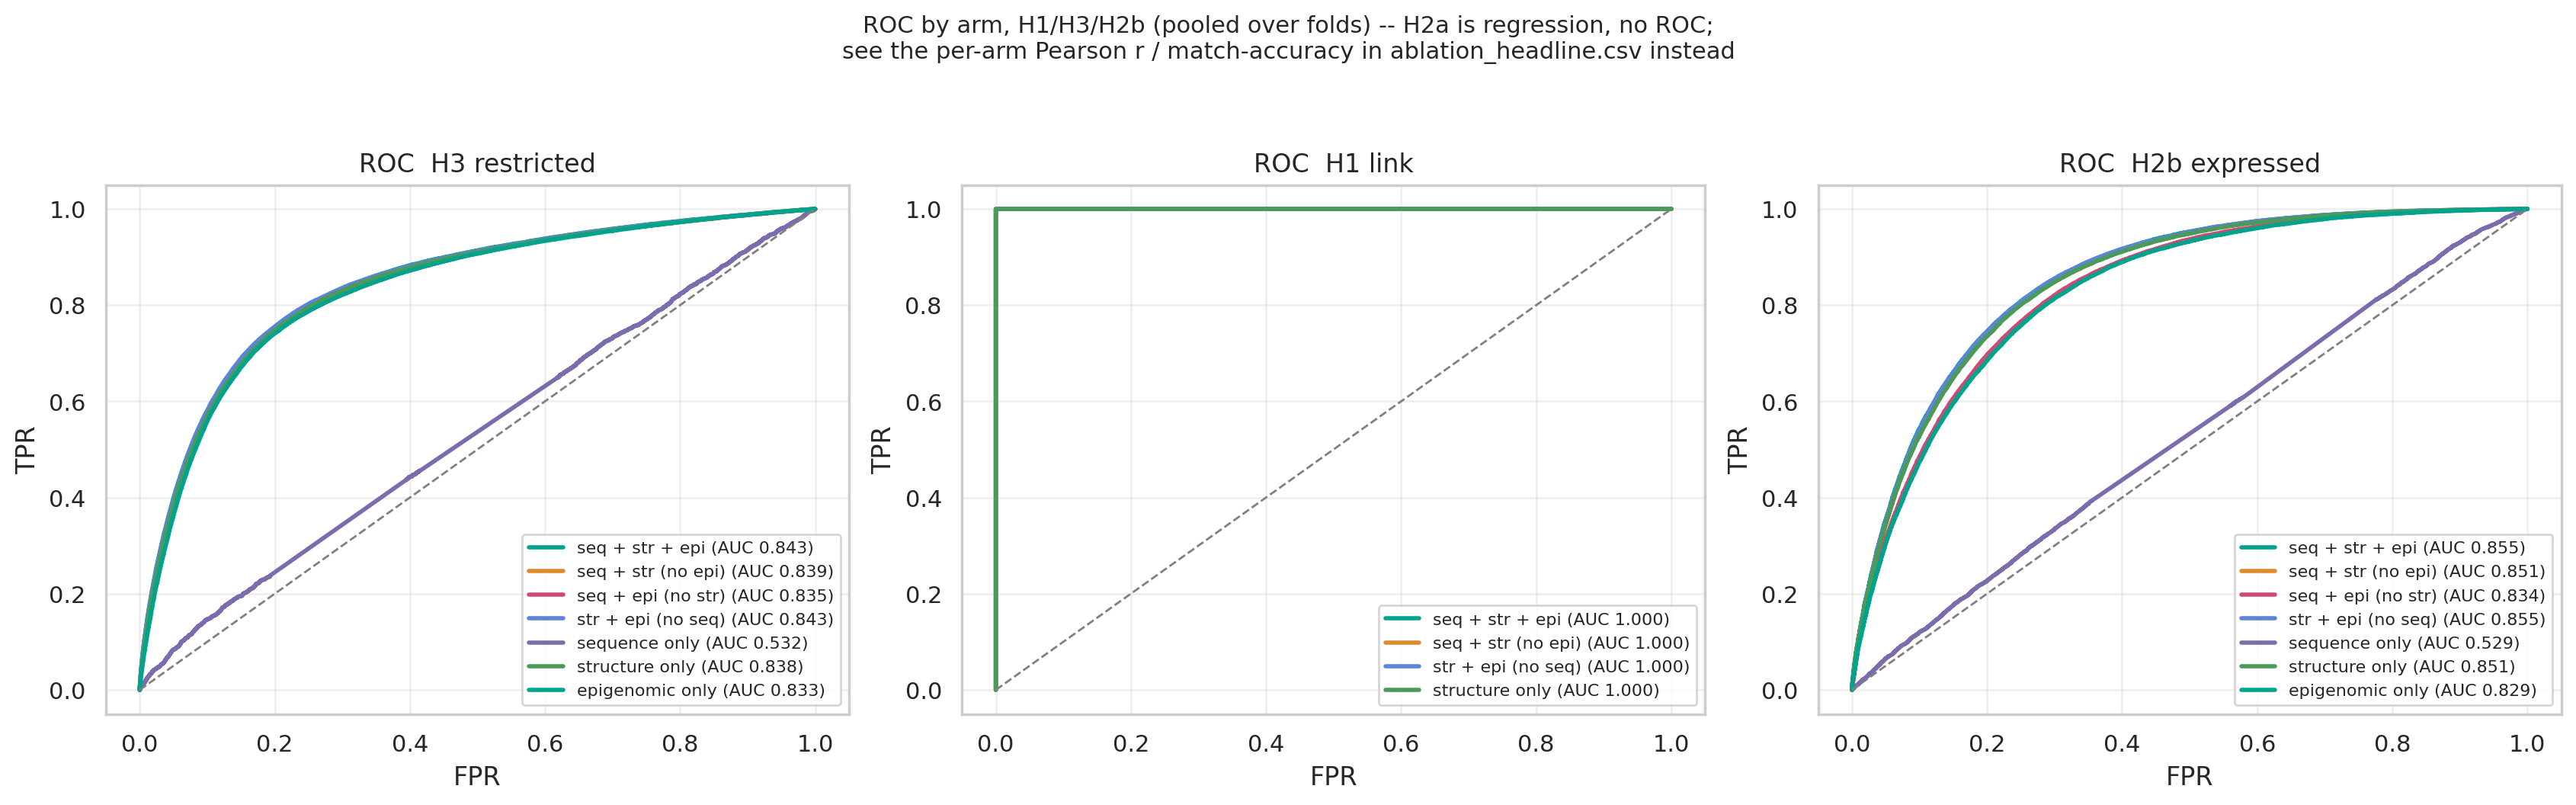 ROC by arm, H1/H3/H2b (pooled over folds) -- H2a is regression, no ROC;
see the per-arm Pearson r / match-accuracy in ablation_headline.csv instead
ROC  H3 restricted
1.0
0.8
0.6
0.4
0.2
0.0
TPR
0.0 0.2 0.4 0.6 0.8 1.0
FPR
seq + str + epi (AUC 0.843)
seq + str (no epi) (AUC 0.839)
seq + epi (no str) (AUC 0.835)
str + epi (no seq) (AUC 0.843)
sequence only (AUC 0.532)
structure only (AUC 0.838)
epigenomic only (AUC 0.833)
ROC  H1 link
1.0
0.8
0.6
0.4
0.2
0.0
TPR
0.0 0.2 0.4 0.6 0.8 1.0
FPR
seq + str + epi (AUC 1.000)
seq + str (no epi) (AUC 1.000)
str + epi (no seq) (AUC 1.000)
structure only (AUC 1.000)
ROC  H2b expressed
1.0
0.8
0.6
0.4
0.2
0.0
TPR
0.0 0.2 0.4 0.6 0.8 1.0
FPR
seq + str + epi (AUC 0.855)
seq + str (no epi) (AUC 0.851)
seq + epi (no str) (AUC 0.834)
str + epi (no seq) (AUC 0.855)
sequence only (AUC 0.529)
structure only (AUC 0.851)
epigenomic only (AUC 0.829)